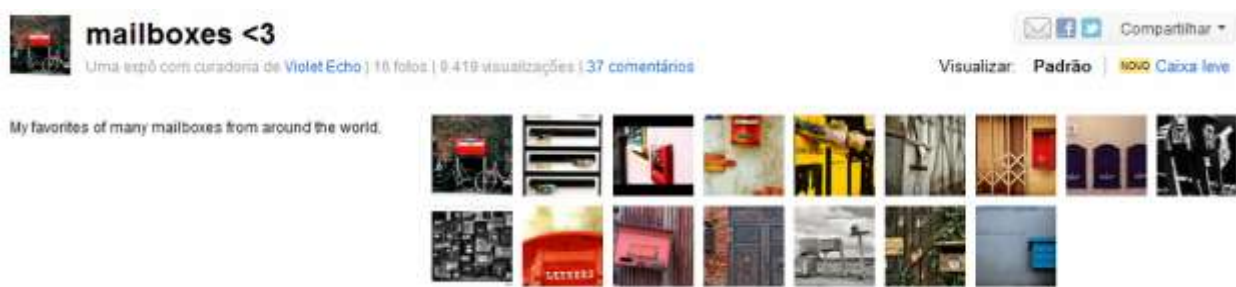 mailboxes <3
Compartilhar
Uma expô com curadoria de Violet Echo | 16 fotos | 9.419 visualizações | 37 comentários
Visualizar: Padrão | NOVO Caixa leve
My favorites of many mailboxes from around the world.
LETTERS